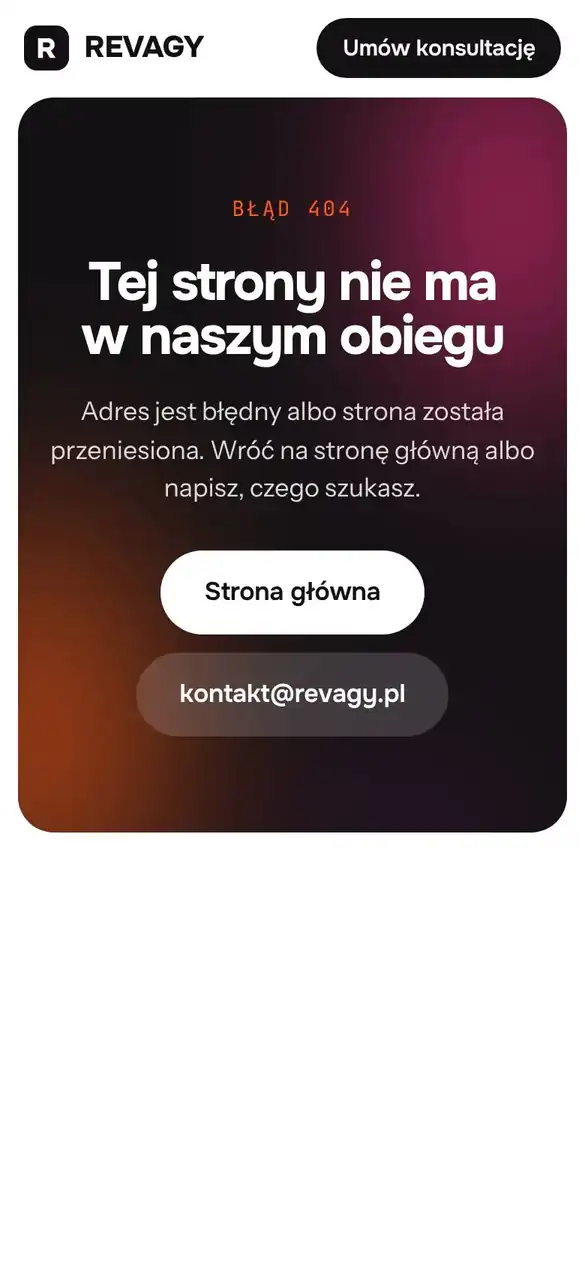 R REVAGY
Umów konsultację
BŁĄD 404
Tej strony nie ma
w naszym obiegu
Adres jest błędny albo strona została
przeniesiona. Wróć na stronę główną albo
napisz, czego szukasz.
Strona główna
kontakt@revagy.pl